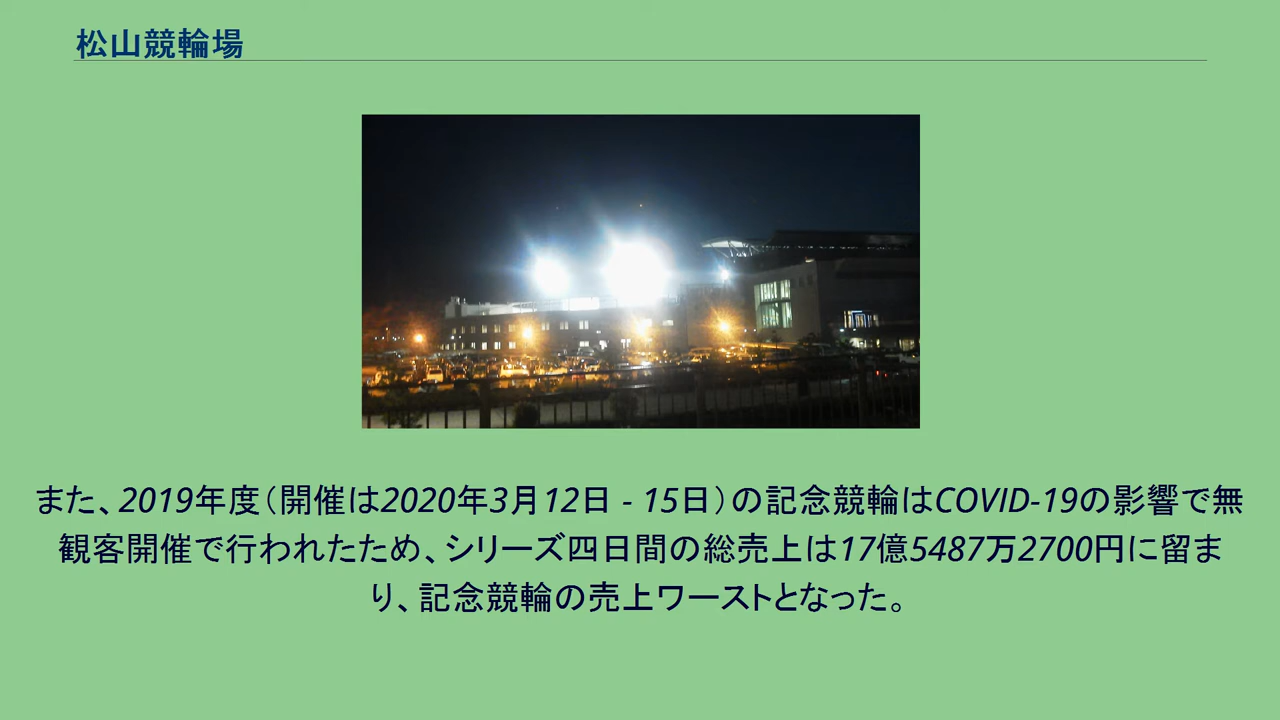 松山競輪場
また、2019年度（開催は2020年3月12日 - 15日）の記念競輪はCOVID-19の影響で無
観客開催で行われたため、シリーズ四日間の総売上は17億5487万2700円に留ま
り、記念競輪の売上ワーストとなった。